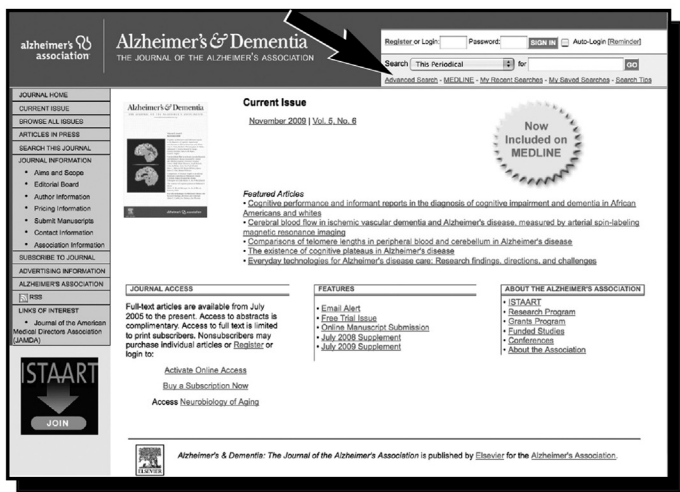 alzheimer's
association
Alzheimer's & Dementia
THE JOURNAL OF THE ALZHEIMER'S ASSOCIATION
Register or Login: Password: SIGN IN Auto-Login [Reminder]
Search This Periodical for GO
Advanced Search - MEDLINE - My Recent Searches - My Saved Searches - Search Tips
JOURNAL HOME
CURRENT ISSUE
BROWSE ALL ISSUES
ARTICLES IN PRESS
SEARCH THIS JOURNAL
JOURNAL INFORMATION
• Aims and Scope
• Editorial Board
• Author Information
• Pricing Information
• Submit Manuscripts
• Contact Information
• Association Information
SUBSCRIBE TO JOURNAL
ADVERTISING INFORMATION
ALZHEIMER'S ASSOCIATION
RSS
LINKS OF INTEREST
• Journal of the American
Medical Directors Association
(JAMDA)
ISTAART
JOIN
Alzheimer's & Dementia
Current Issue
November 2009 | Vol. 5, No. 6
Now
Included on
MEDLINE
Featured Articles
• Cognitive performance and informant reports in the diagnosis of cognitive impairment and dementia in African
Americans and whites
• Cerebral blood flow in ischemic vascular dementia and Alzheimer's disease, measured by arterial spin-labeling
magnetic resonance imaging
• Comparisons of telomere lengths in peripheral blood and cerebellum in Alzheimer's disease
• The existence of cognitive plateaus in Alzheimer's disease
• Everyday technologies for Alzheimer's disease care: Research findings, directions, and challenges
JOURNAL ACCESS
Full-text articles are available from July
2005 to the present. Access to abstracts is
complimentary. Access to full text is limited
to print subscribers. Nonsubscribers may
purchase individual articles or Register or
login to:
Activate Online Access
Buy a Subscription Now
Access Neurobiology of Aging
FEATURES
• Email Alert
• Free Trial Issue
• Online Manuscript Submission
• July 2008 Supplement
• July 2009 Supplement
ABOUT THE ALZHEIMER'S ASSOCIATION
• ISTAART
• Research Program
• Grants Program
• Funded Studies
• Conferences
• About the Association
ELSEVIER
Alzheimer's & Dementia: The Journal of the Alzheimer's Association is published by Elsevier for the Alzheimer's Association.